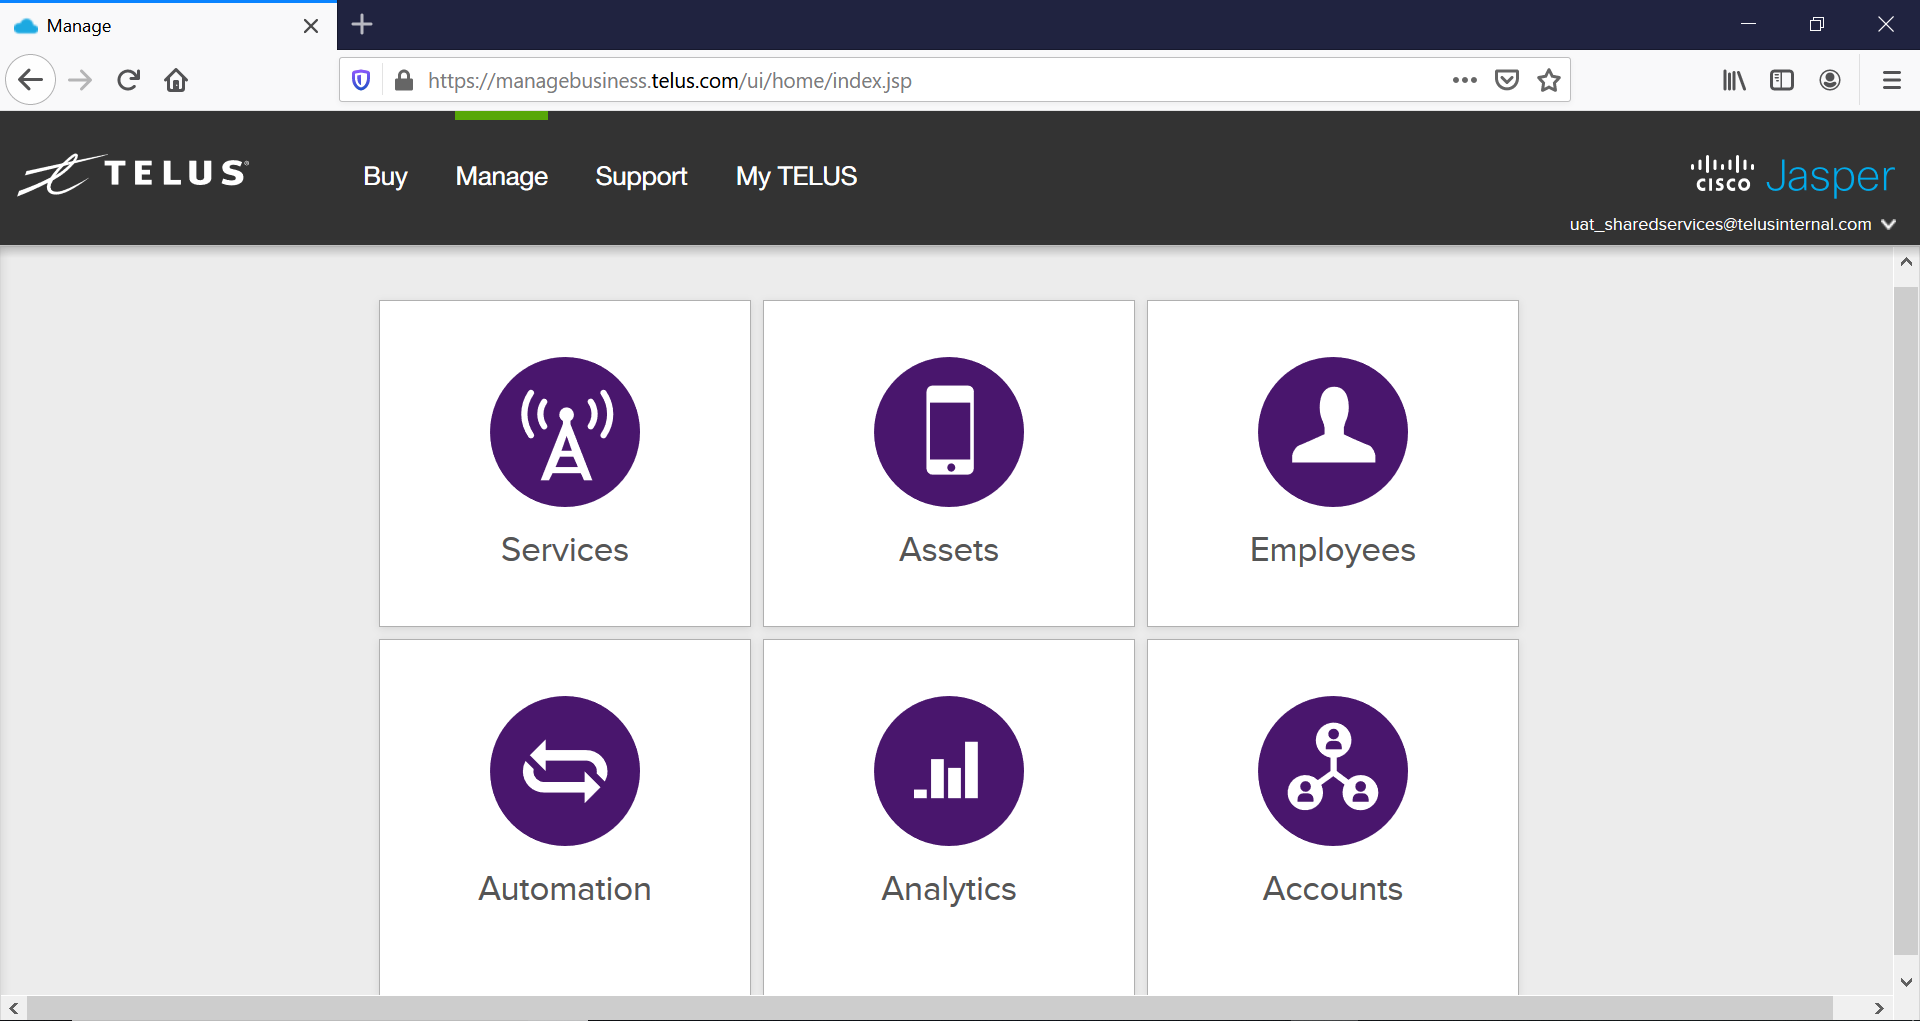 Manage
https://managebusiness.telus.com/ui/home/index.jsp
TELUS®
Buy Manage Support My TELUS
CISCO Jasper
uat_sharedservices@telusinternal.com
Services Assets Employees
Automation Analytics Accounts